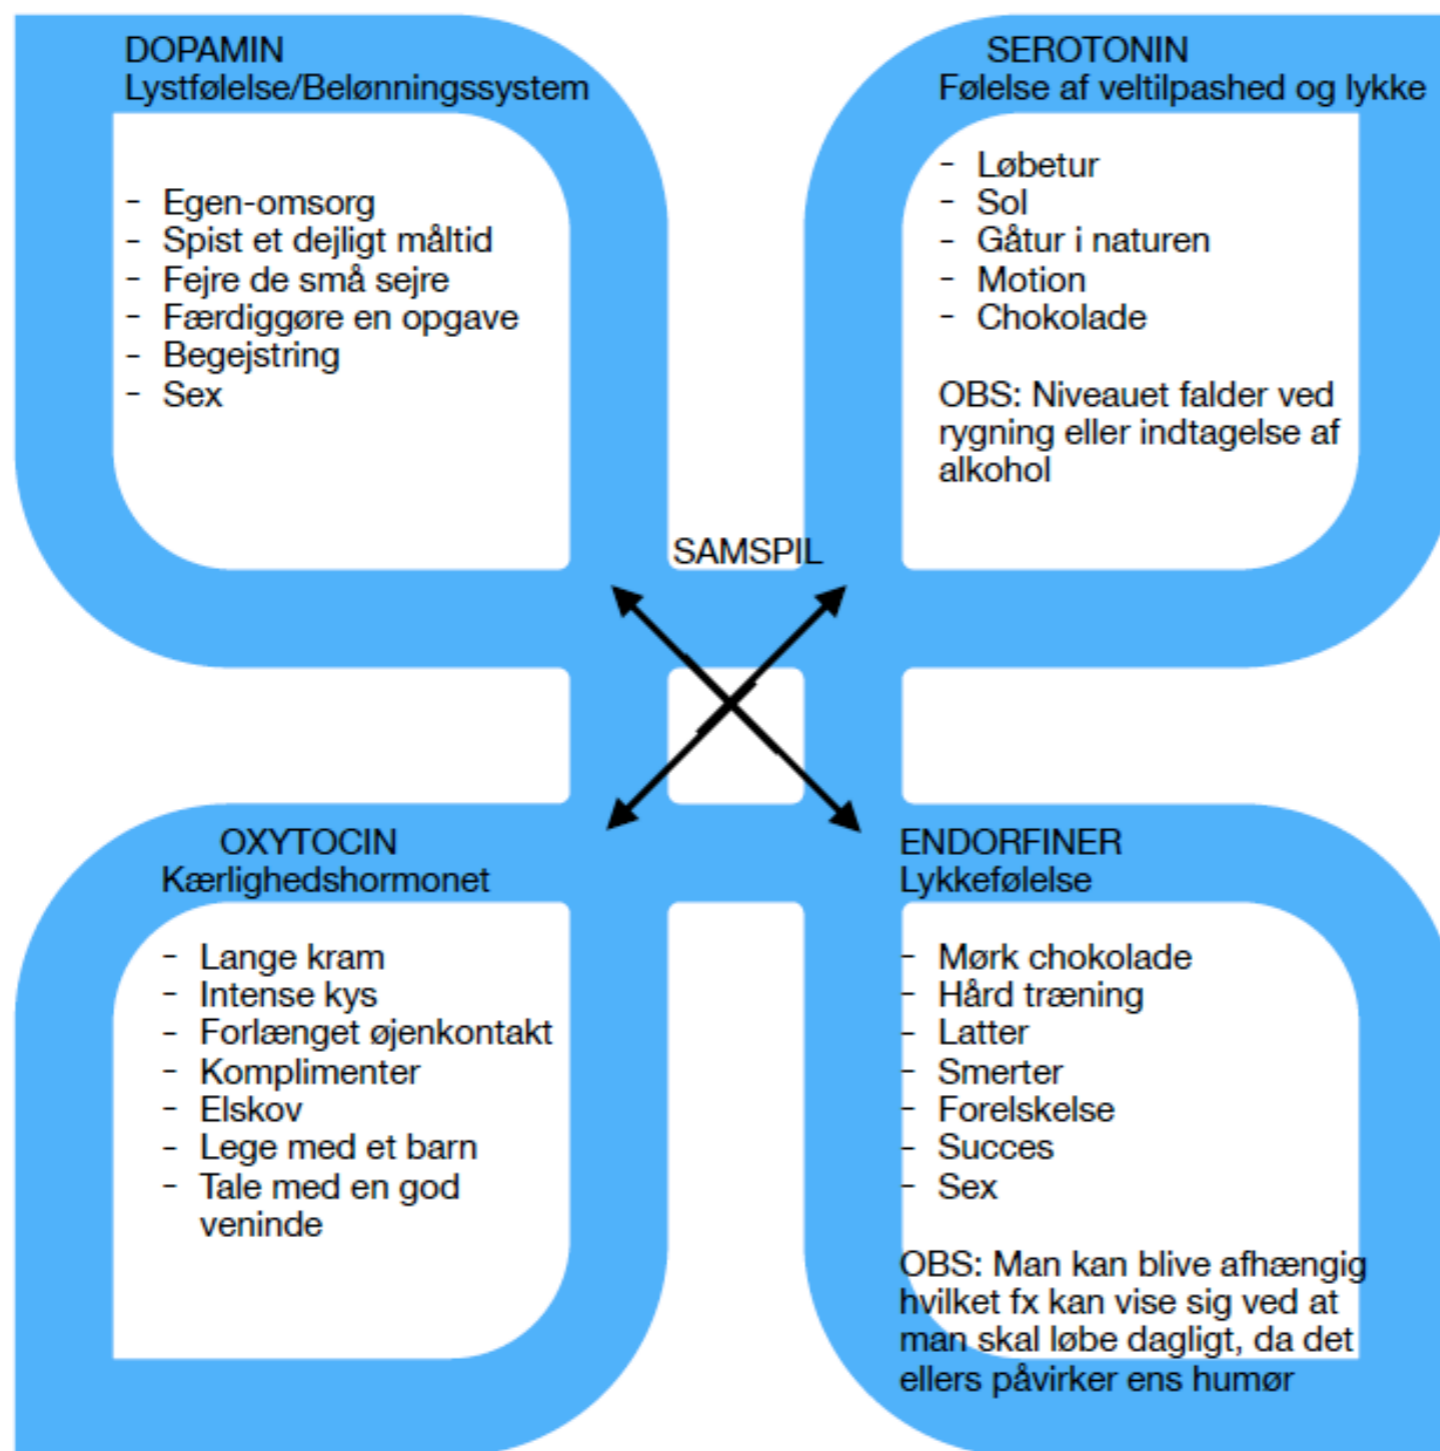 DOPAMIN
Lystfølelse/Belønningssystem
- Egen-omsorg
- Spist et dejligt måltid
- Fejre de små sejre
- Færdiggøre en opgave
- Begejstring
- Sex
SEROTONIN
Følelse af veltilpashed og lykke
- Løbetur
- Sol
- Gåtur i naturen
- Motion
- Chokolade
OBS: Niveauet falder ved
rygning eller indtagelse af
alkohol
SAMSPIL
OXYTOCIN
Kærlighedshormonet
- Lange kram
- Intense kys
- Forlænget øjenkontakt
- Komplimenter
- Elskov
- Lege med et barn
- Tale med en god
veninde
ENDORFINER
Lykkefølelse
- Mørk chokolade
- Hård træning
- Latter
- Smerter
- Forelskelse
- Succes
- Sex
OBS: Man kan blive afhængig
hvilket fx kan vise sig ved at
man skal løbe dagligt, da det
ellers påvirker ens humør